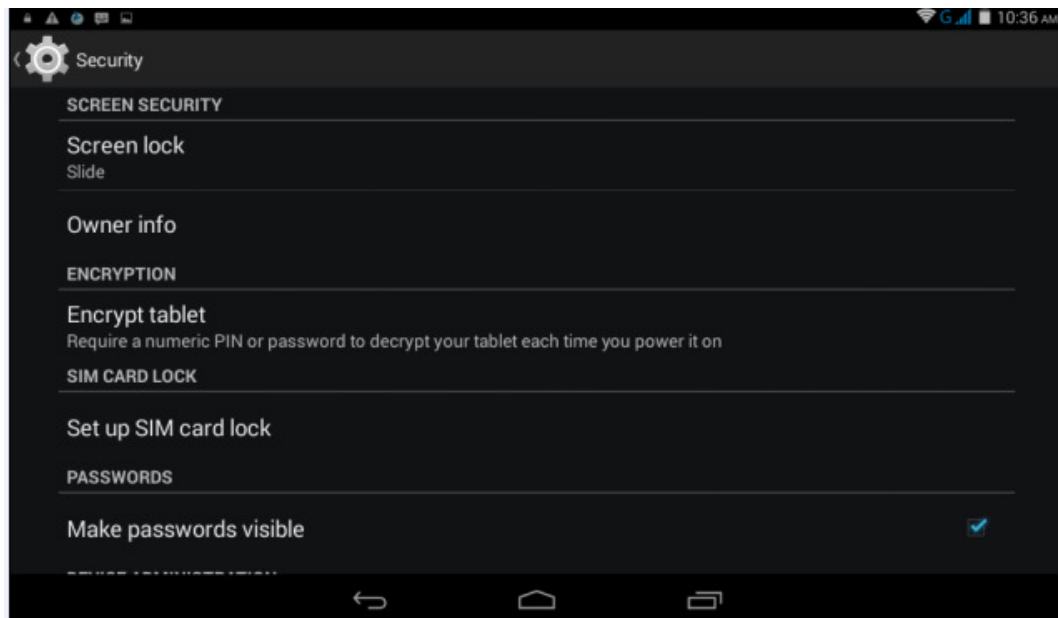 G 10:36 AM
Security
SCREEN SECURITY
Screen lock
Slide
Owner info
ENCRYPTION
Encrypt tablet
Require a numeric PIN or password to decrypt your tablet each time you power it on
SIM CARD LOCK
Set up SIM card lock
PASSWORDS
Make passwords visible
DEVICE ADMINISTRATION